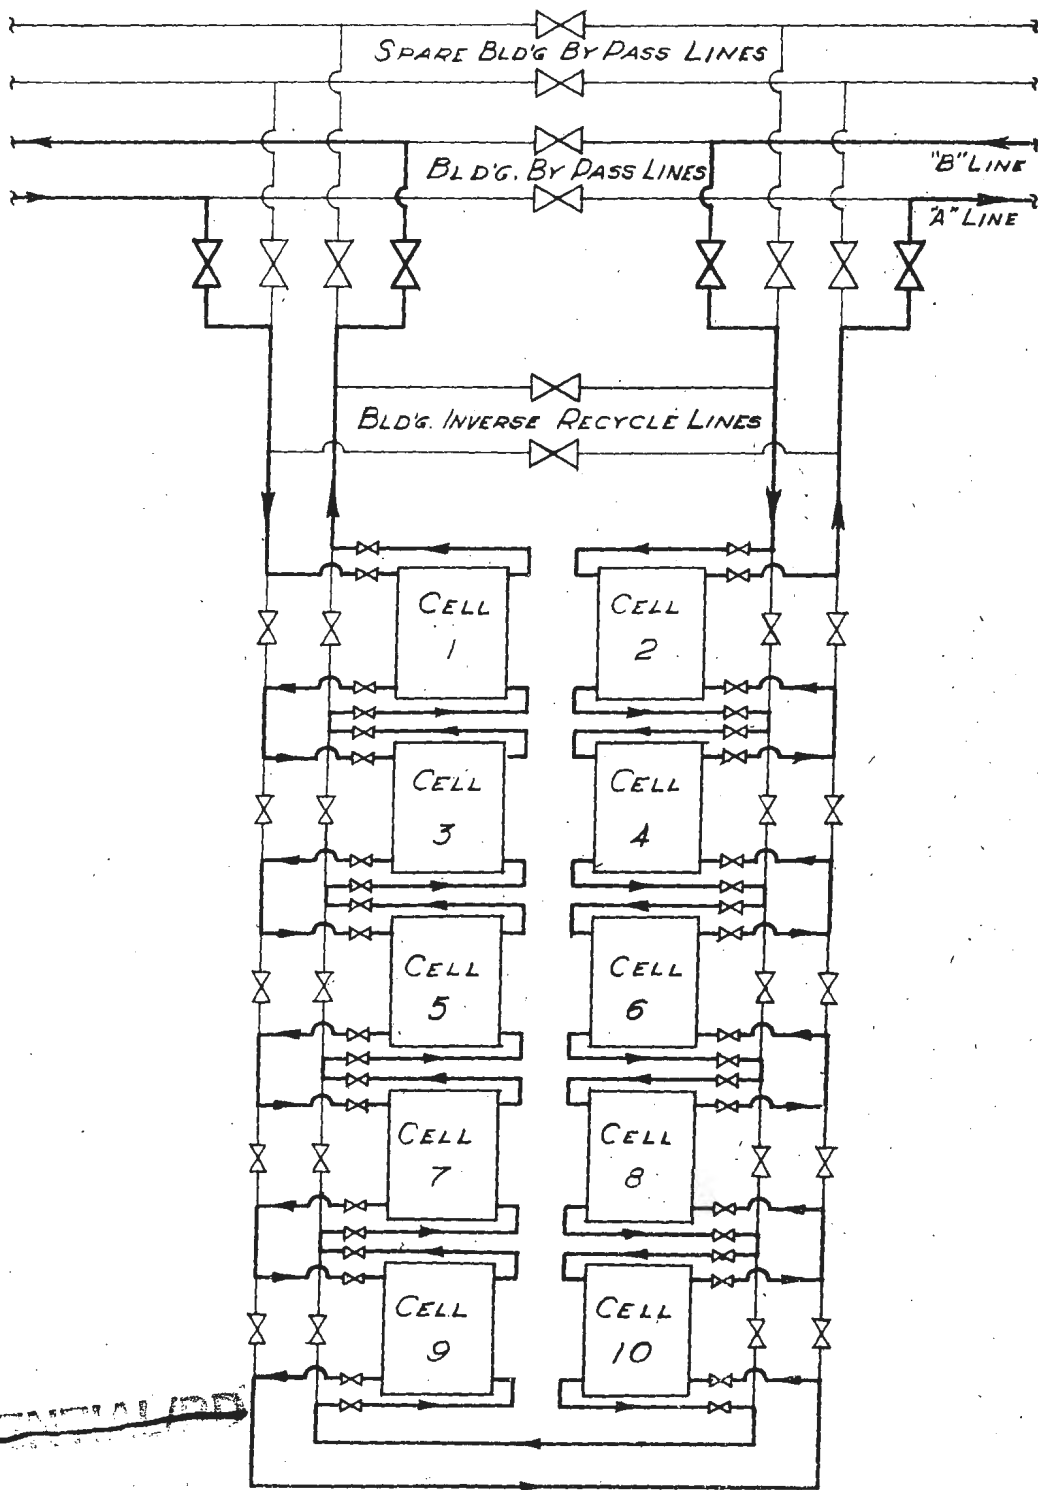 SPARE BLD'G BY PASS LINES
BLD'G. BY PASS LINES
"B" LINE
"A" LINE
BLD'G. INVERSE RECYCLE LINES
CELL
1
CELL
2
CELL
3
CELL
4
CELL
5
CELL
6
CELL
7
CELL
8
CELL
9
CELL
10